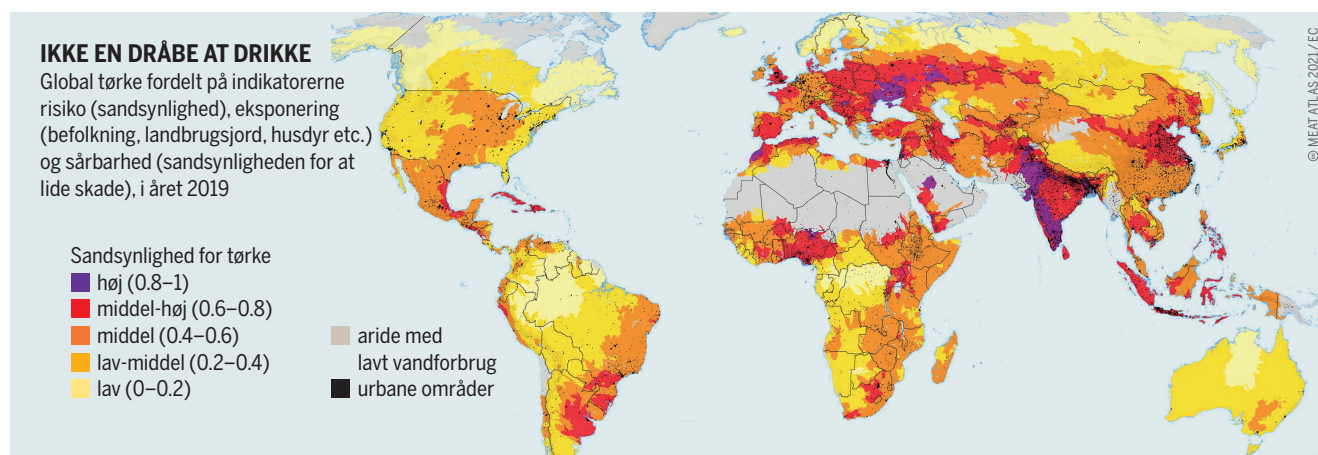 IKKE EN DRÅBE AT DRIKKE
Global tørke fordelt på indikatorerne
risiko (sandsynlighed), eksponering
(befolkning, landbrugsjord, husdyr etc.)
og sårbarhed (sandsynligheden for at
lide skade), i året 2019
Sandsynlighed for tørke
høj (0.8–1)
middel-høj (0.6–0.8)
middel (0.4–0.6)
lav-middel (0.2–0.4)
lav (0–0.2)
aride med
lavt vandforbrug
urbane områder
© MEAT ATLAS 2021 / EC